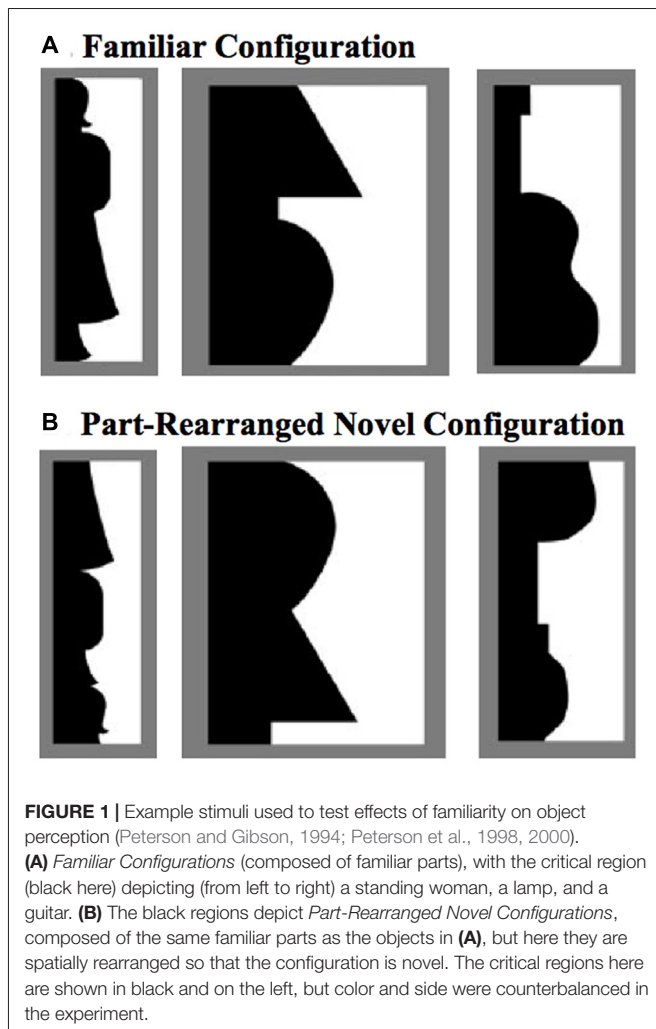 A Familiar Configuration
B Part-Rearranged Novel Configuration
FIGURE 1 | Example stimuli used to test effects of familiarity on object
perception (Peterson and Gibson, 1994; Peterson et al., 1998, 2000).
(A) Familiar Configurations (composed of familiar parts), with the critical region
(black here) depicting (from left to right) a standing woman, a lamp, and a
guitar. (B) The black regions depict Part-Rearranged Novel Configurations,
composed of the same familiar parts as the objects in (A), but here they are
spatially rearranged so that the configuration is novel. The critical regions here
are shown in black and on the left, but color and side were counterbalanced in
the experiment.